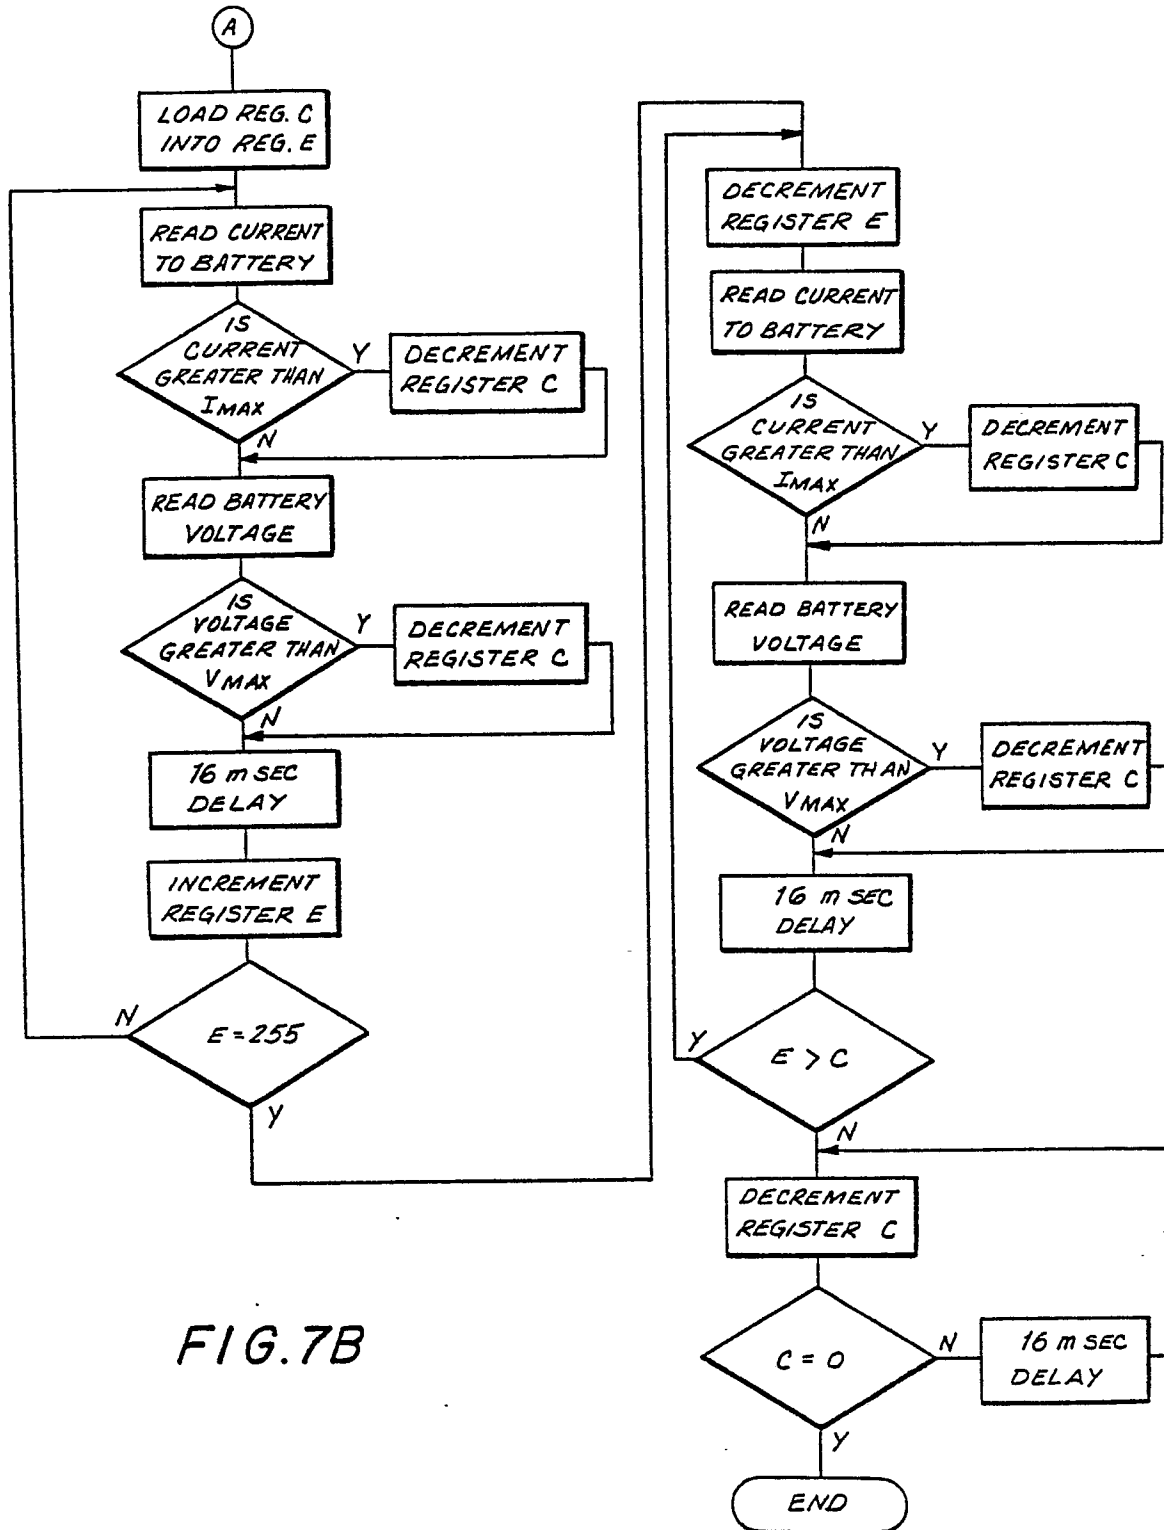 A
LOAD REG. C
INTO REG. E
READ CURRENT
TO BATTERY
IS
CURRENT
GREATER THAN
IMAX
Y
DECREMENT
REGISTER C
N
READ BATTERY
VOLTAGE
IS
VOLTAGE
GREATER THAN
VMAX
Y
DECREMENT
REGISTER C
N
16 m SEC
DELAY
INCREMENT
REGISTER E
E = 255
N
Y
DECREMENT
REGISTER E
READ CURRENT
TO BATTERY
IS
CURRENT
GREATER THAN
IMAX
Y
DECREMENT
REGISTER C
N
READ BATTERY
VOLTAGE
IS
VOLTAGE
GREATER THAN
VMAX
Y
DECREMENT
REGISTER C
N
16 m SEC
DELAY
E > C
Y
N
DECREMENT
REGISTER C
C = 0
N
16 m SEC
DELAY
Y
END
FIG. 7B